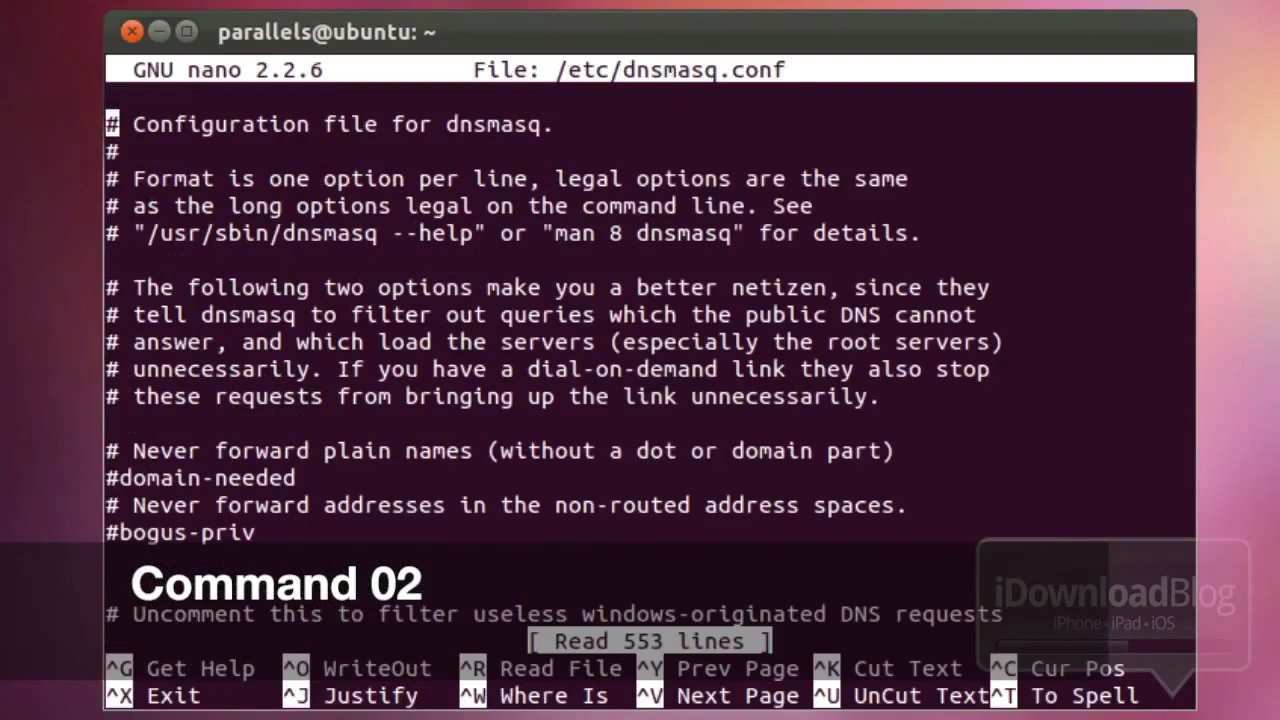 parallels@ubuntu: ~
GNU nano 2.2.6 File: /etc/dnsmasq.conf
# Configuration file for dnsmasq.
#
# Format is one option per line, legal options are the same
# as the long options legal on the command line. See
# "/usr/sbin/dnsmasq --help" or "man 8 dnsmasq" for details.
# The following two options make you a better netizen, since they
# tell dnsmasq to filter out queries which the public DNS cannot
# answer, and which load the servers (especially the root servers)
# unnecessarily. If you have a dial-on-demand link they also stop
# these requests from bringing up the link unnecessarily.
# Never forward plain names (without a dot or domain part)
#domain-needed
# Never forward addresses in the non-routed address spaces.
#bogus-priv
Command 02
iDownloadBlog
iPhone • iPad • iOS
# Uncomment this to filter useless windows-originated DNS requests
[ Read 553 lines ]
^G Get Help ^O WriteOut ^R Read File ^Y Prev Page ^K Cut Text ^C Cur Pos
^X Exit ^J Justify ^W Where Is ^V Next Page ^U UnCut Text ^T To Spell